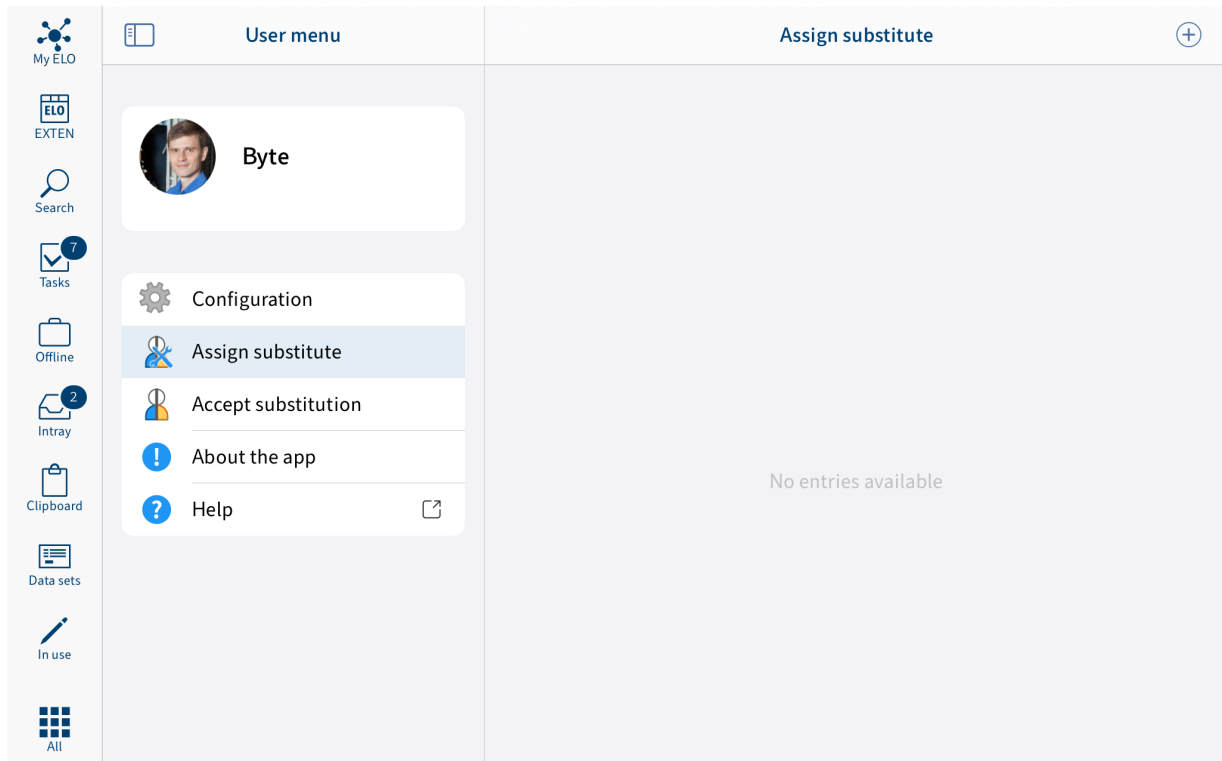 My ELO
ELO
EXTEN
Search
7
Tasks
Offline
2
Intray
Clipboard
Data sets
In use
All
User menu
Byte
Configuration
Assign substitute
Accept substitution
! About the app
? Help
Assign substitute
No entries available